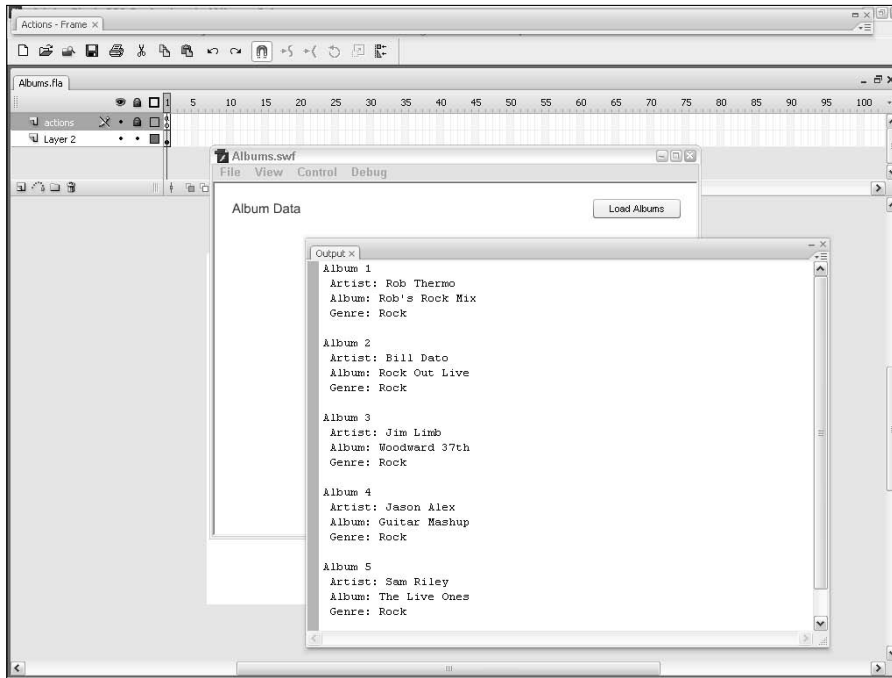 Actions - Frame ×
Albums.fla
1 5 10 15 20 25 30 35 40 45 50 55 60 65 70 75 80 85 90 95 100
actions
Layer 2
Albums.swf
File View Control Debug
Album Data
Load Albums
Output ×
Album 1
Artist: Rob Thermo
Album: Rob's Rock Mix
Genre: Rock
Album 2
Artist: Bill Dato
Album: Rock Out Live
Genre: Rock
Album 3
Artist: Jim Limb
Album: Woodward 37th
Genre: Rock
Album 4
Artist: Jason Alex
Album: Guitar Mashup
Genre: Rock
Album 5
Artist: Sam Riley
Album: The Live Ones
Genre: Rock